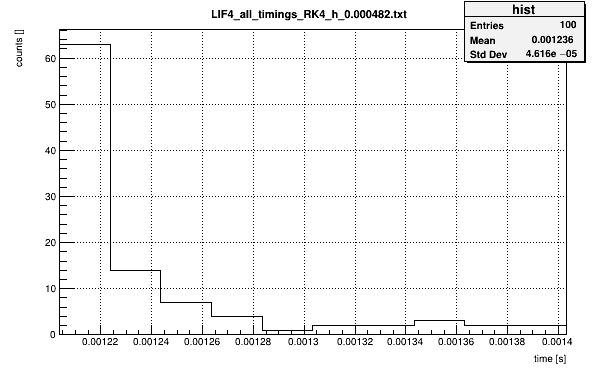 LIF4_all_timings_RK4_h_0.000482.txt
hist
Entries 100
Mean 0.001236
Std Dev 4.616e −05
counts []
60
50
40
30
20
10
0
0.00122 0.00124 0.00126 0.00128 0.0013 0.00132 0.00134 0.00136 0.00138 0.0014
time [s]